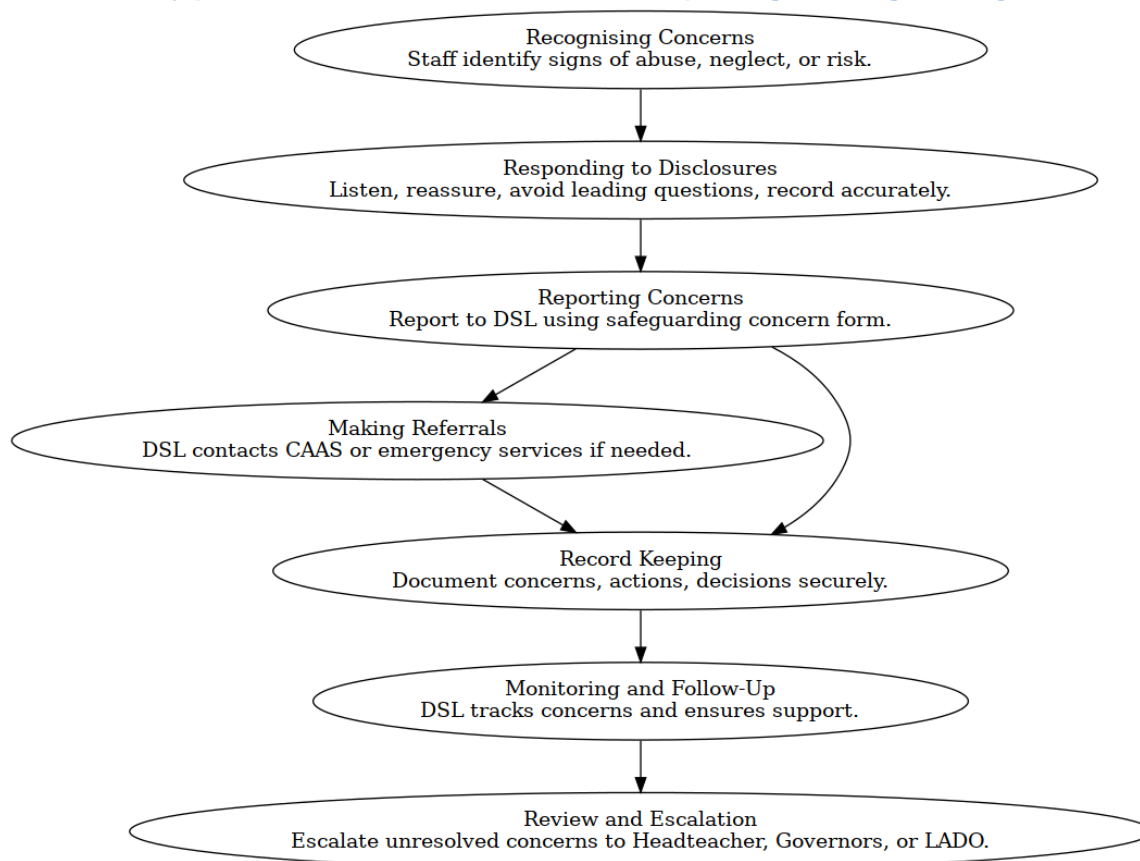 Recognising Concerns
Staff identify signs of abuse, neglect, or risk.
Responding to Disclosures
Listen, reassure, avoid leading questions, record accurately.
Reporting Concerns
Report to DSL using safeguarding concern form.
Making Referrals
DSL contacts CAAS or emergency services if needed.
Record Keeping
Document concerns, actions, decisions securely.
Monitoring and Follow-Up
DSL tracks concerns and ensures support.
Review and Escalation
Escalate unresolved concerns to Headteacher, Governors, or LADO.